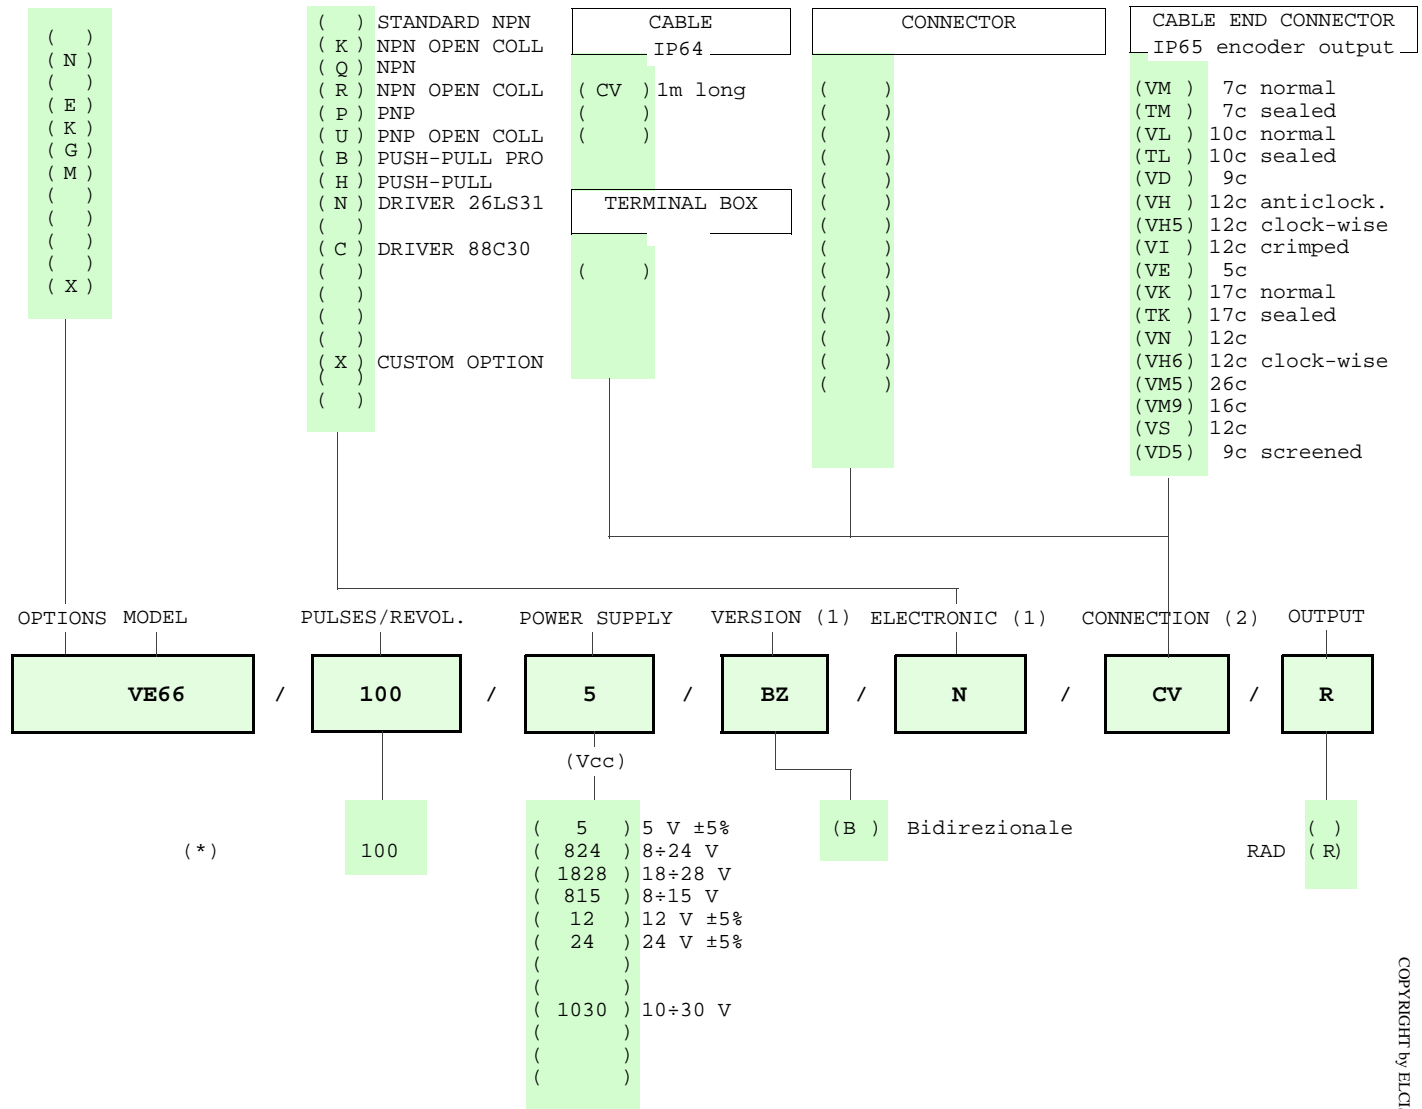 ( )
( N )
( )
( E )
( K )
( G )
( M )
( )
( )
( )
( )
( X )
( ) STANDARD NPN
( K ) NPN OPEN COLL
( Q ) NPN
( R ) NPN OPEN COLL
( P ) PNP
( U ) PNP OPEN COLL
( B ) PUSH-PULL PRO
( H ) PUSH-PULL
( N ) DRIVER 26LS31
( )
( C ) DRIVER 88C30
( )
( )
( )
( )
( X ) CUSTOM OPTION
( )
( )
CABLE
IP64
( CV ) 1m long
( )
( )
TERMINAL BOX
( )
CONNECTOR
( )
( )
( )
( )
( )
( )
( )
( )
( )
( )
( )
( )
( )
( )
CABLE END CONNECTOR
IP65 encoder output
(VM ) 7c normal
(TM ) 7c sealed
(VL ) 10c normal
(TL ) 10c sealed
(VD ) 9c
(VH ) 12c anticlock.
(VH5) 12c clock-wise
(VI ) 12c crimped
(VE ) 5c
(VK ) 17c normal
(TK ) 17c sealed
(VN ) 12c
(VH6) 12c clock-wise
(VM5) 26c
(VM9) 16c
(VS ) 12c
(VD5) 9c screened
OPTIONS MODEL PULSES/REVOL. POWER SUPPLY VERSION (1) ELECTRONIC (1) CONNECTION (2) OUTPUT
VE66 / 100 / 5 / BZ / N / CV / R
(*) 100
(Vcc)
( 5 ) 5 V ±5%
( 824 ) 8÷24 V
( 1828 ) 18÷28 V
( 815 ) 8÷15 V
( 12 ) 12 V ±5%
( 24 ) 24 V ±5%
( )
( )
( 1030 ) 10÷30 V
( )
( )
( )
(B ) Bidirezionale
( )
RAD ( R)
COPYRIGHT by ELCI